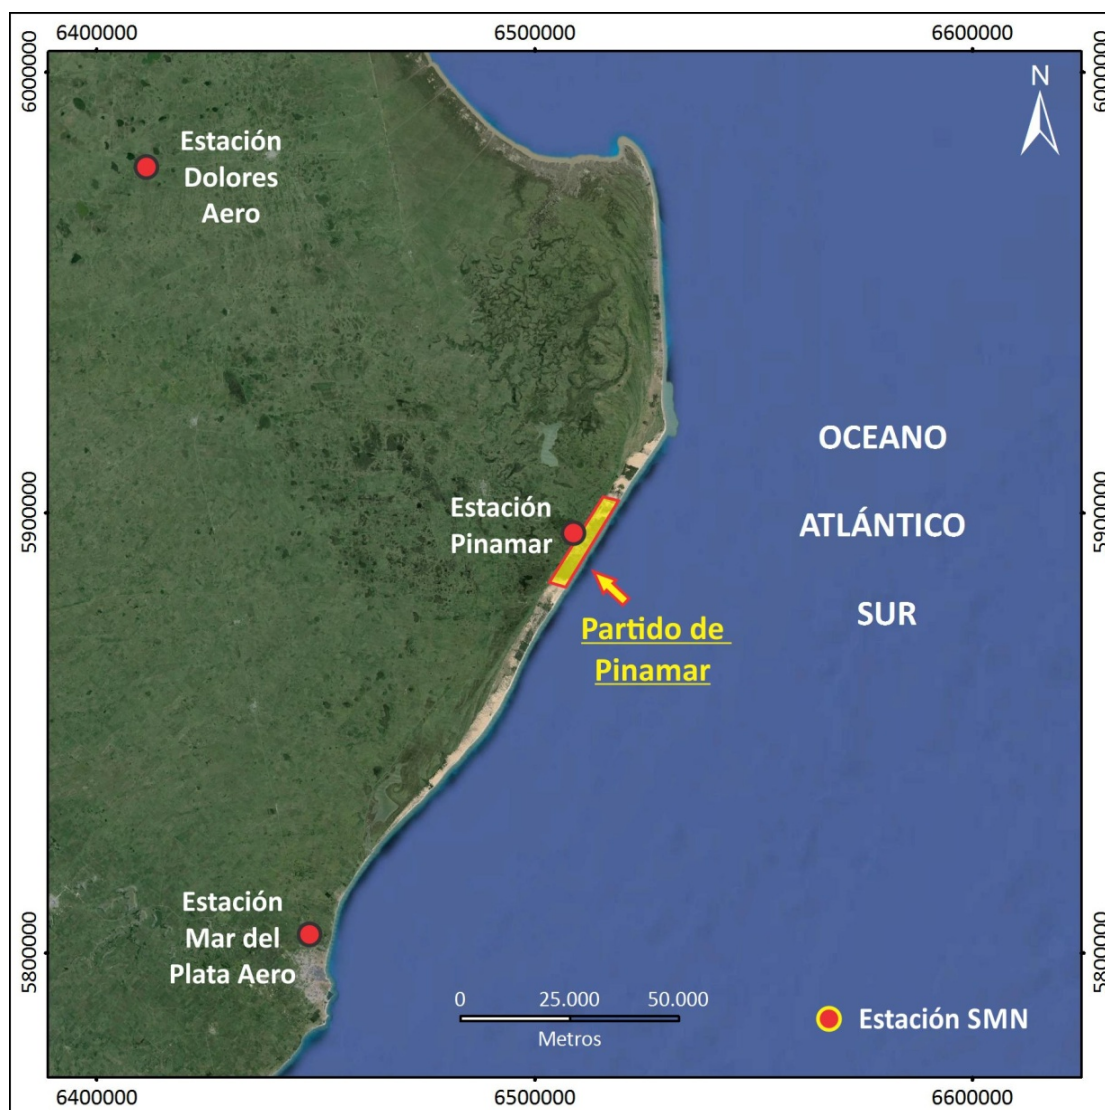 6400000
6500000
6600000
6000000
6000000
N
Estación
Dolores
Aero
OCEANO
ATLÁNTICO
SUR
Estación
Pinamar
5900000
5900000
Partido de
Pinamar
Estación
Mar del
Plata Aero
5800000
5800000
0 25.000 50.000
Metros
Estación SMN
6400000
6500000
6600000